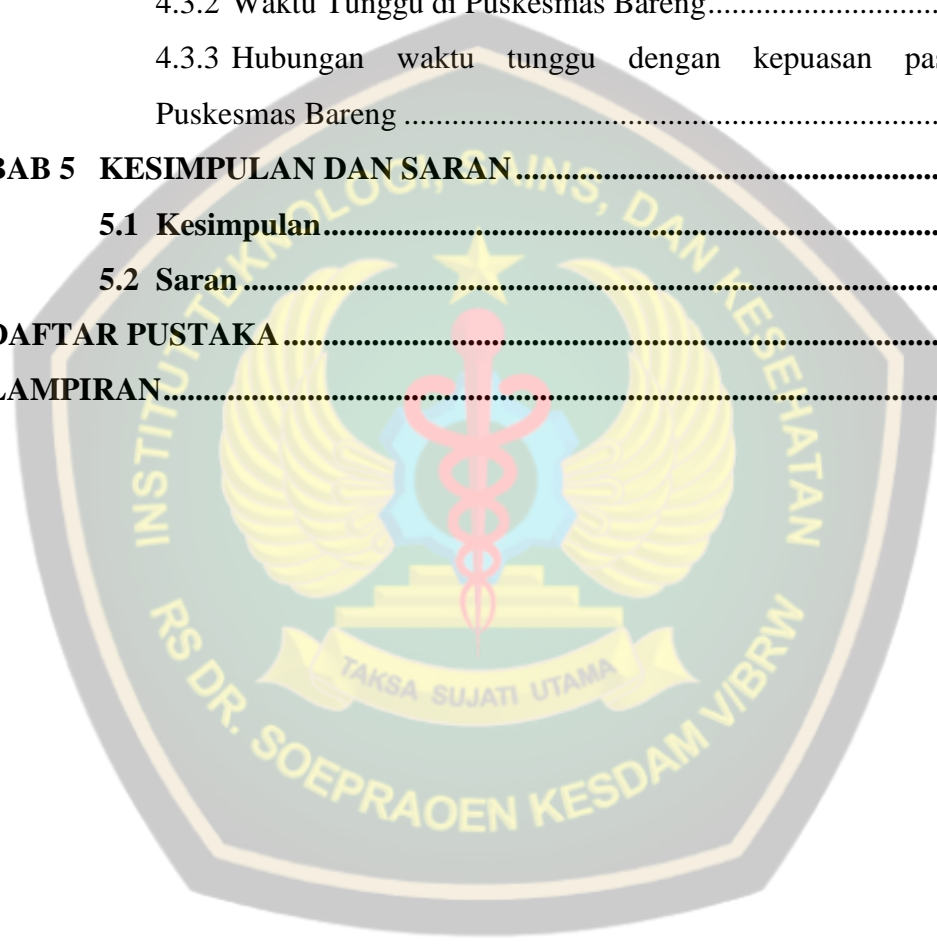 4.3.2 Waktu Tunggu di Puskesmas Bareng..............................
4.3.3 Hubungan waktu tunggu dengan kepuasan
Puskesmas Bareng ....................................................................
BAB 5 KESIMPULAN DAN SARAN.....................................................
5.1 Kesimpulan.............................................................................
5.2 Saran ......................................................................................
DAFTAR PUSTAKA ..................................................................................
LAMPIRAN..................................................................................................
INSTITUT TEKNOLOGI, SAINS, DAN KESEHATAN
TAKSA SUJATI UTAMA
RS DR. SOEPRAOEN KESDAM V/BRW